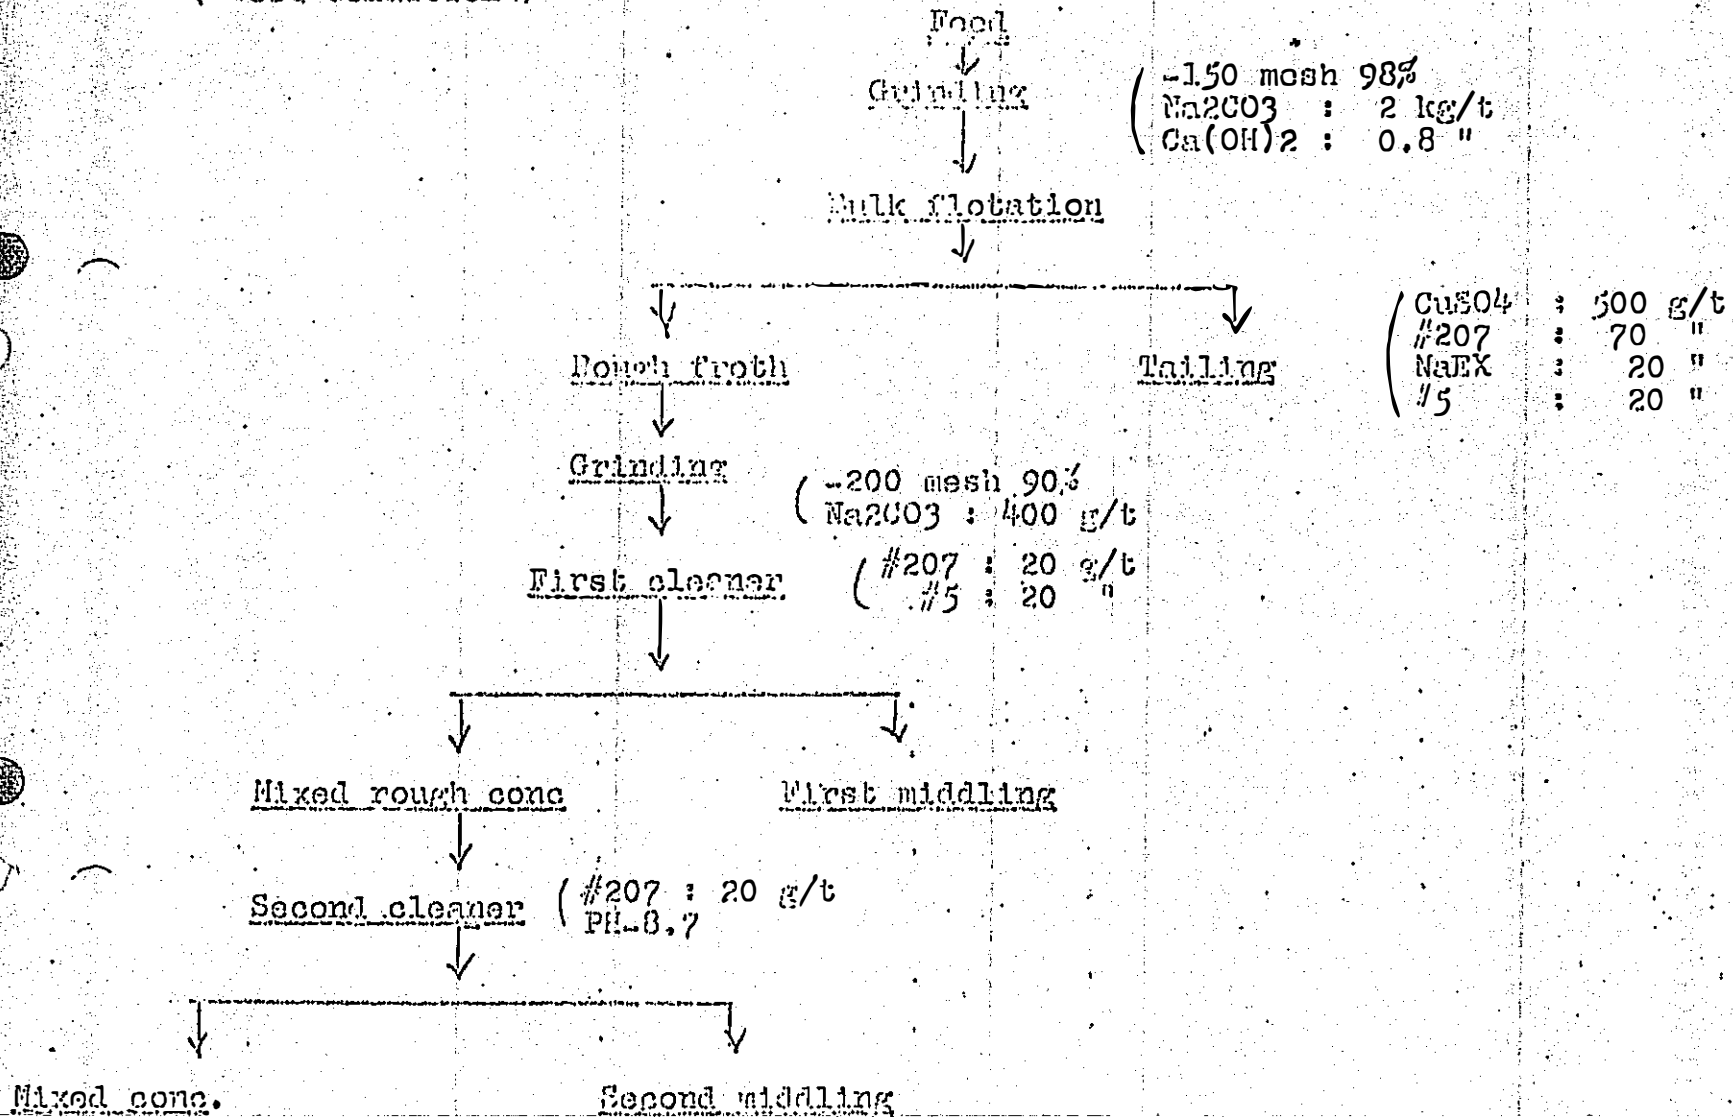 Feed
Grinding
-150 mesh 98%
Na2CO3 : 2 kg/t
Ca(OH)2 : 0.8 "
Bulk flotation
CuSO4 : 500 g/t
#207 : 70 "
NaEX : 20 "
#5 : 20 "
Rough froth
Tailing
Grinding
-200 mesh 90%
Na2CO3 : 400 g/t
First cleaner
#207 : 20 g/t
#5 : 20 "
Mixed rough conc
First middling
Second cleaner
#207 : 20 g/t
PH-8.7
Mixed conc.
Second middling